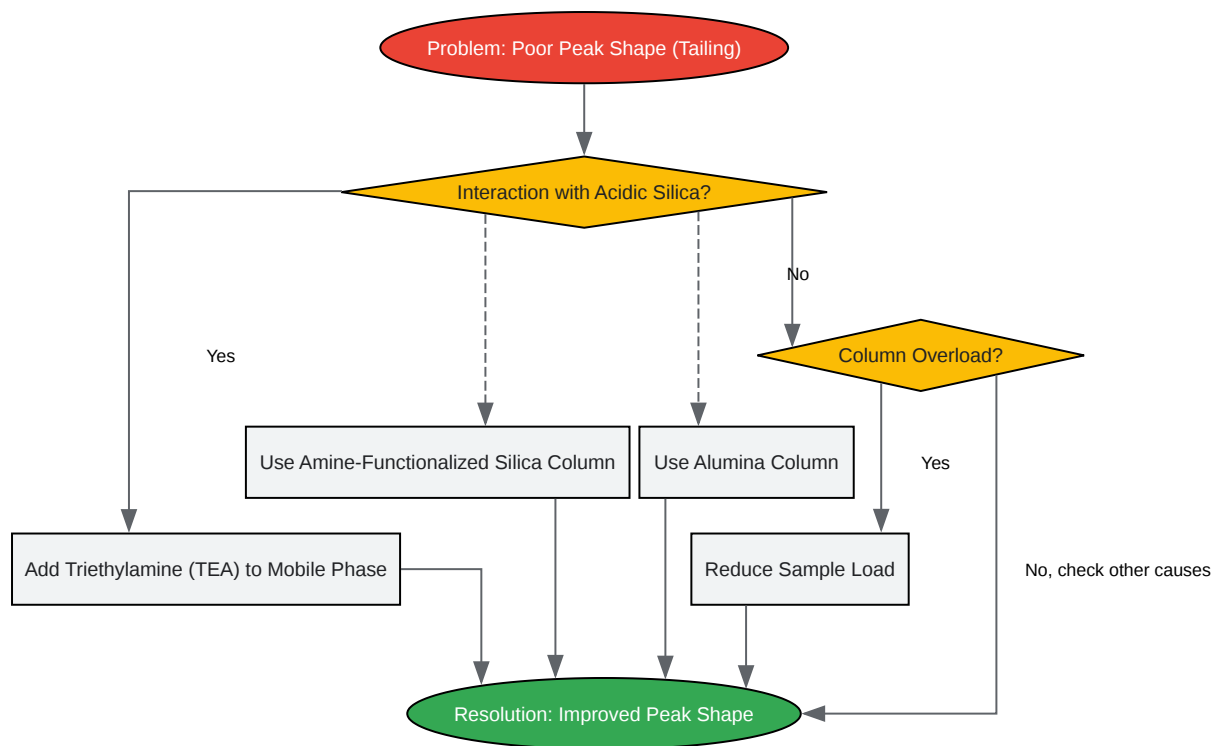 Problem: Poor Peak Shape (Tailing)
Interaction with Acidic Silica?
No
Column Overload?
Yes
Use Amine-Functionalized Silica Column
Use Alumina Column
Yes
Add Triethylamine (TEA) to Mobile Phase
Reduce Sample Load
No, check other causes
Resolution: Improved Peak Shape